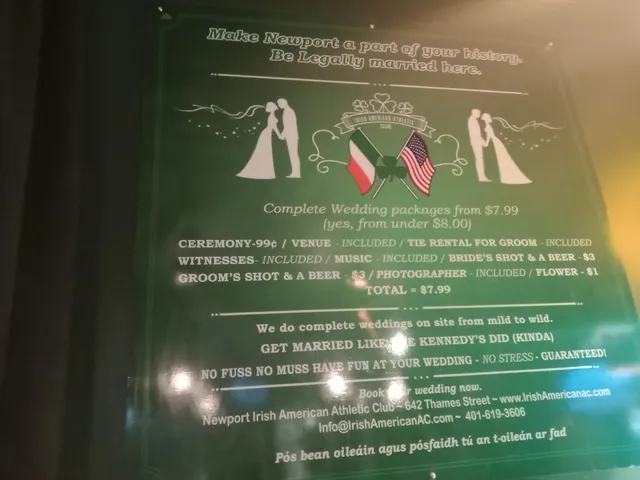 Make Newport a part of your history.
Be Legally married here.
IRISH AMERICAN ATHLETIC
Complete Wedding packages from $7.99
(yes, from under $8.00)
CEREMONY-99¢ / VENUE - INCLUDED / TIE RENTAL FOR GROOM - INCLUDED
WITNESSES- INCLUDED / MUSIC - INCLUDED / BRIDE'S SHOT & A BEER - $3
GROOM'S SHOT & A BEER - $3 / PHOTOGRAPHER - INCLUDED / FLOWER - $1
TOTAL = $7.99
We do complete weddings on site from mild to wild.
GET MARRIED LIKE KENNEDY'S DID (KINDA)
NO FUSS NO MUSS HAVE FUN AT YOUR WEDDING - NO STRESS - GUARANTEED!
Book your wedding now.
Newport Irish American Athletic Club ~ 642 Thames Street ~ www.IrishAmericanac.com
Info@IrishAmericanAC.com ~ 401-619-3606
Pós bean oileáin agus pósfaidh tú an t-oileán ar fad